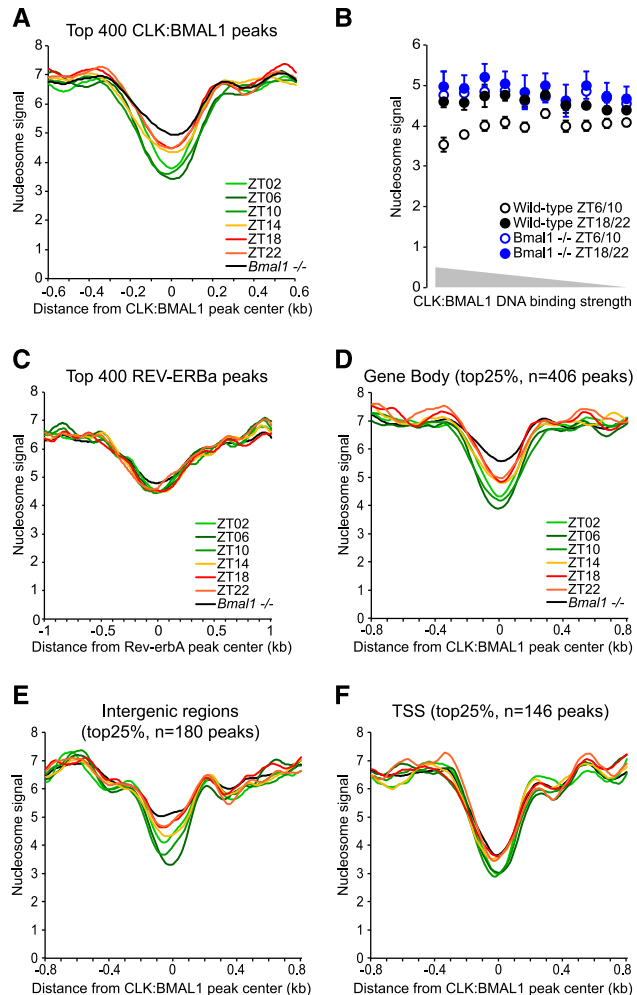 A
Top 400 CLK:BMAL1 peaks
Nucleosome signal
8
7
6
5
4
3
2
1
0
ZT02
ZT06
ZT10
ZT14
ZT18
ZT22
Bmal1 -/-
-0.6 -0.4 -0.2 0 0.2 0.4 0.6
Distance from CLK:BMAL1 peak center (kb)
B
Nucleosome signal
6
5
4
3
2
1
0
Wild-type ZT6/10
Wild-type ZT18/22
Bmal1 -/- ZT6/10
Bmal1 -/- ZT18/22
CLK:BMAL1 DNA binding strength
C
Top 400 REV-ERBa peaks
Nucleosome signal
8
7
6
5
4
3
2
1
0
ZT02
ZT06
ZT10
ZT14
ZT18
ZT22
Bmal1 -/-
-1 -0.5 0 0.5 1
Distance from Rev-erbA peak center (kb)
D
Gene Body (top25%, n=406 peaks)
Nucleosome signal
8
7
6
5
4
3
2
1
0
ZT02
ZT06
ZT10
ZT14
ZT18
ZT22
Bmal1 -/-
-0.8 -0.4 0 0.4 0.8
Distance from CLK:BMAL1 peak center (kb)
E
Intergenic regions
(top25%, n=180 peaks)
Nucleosome signal
8
7
6
5
4
3
2
1
0
-0.8 -0.4 0 0.4 0.8
Distance from CLK:BMAL1 peak center (kb)
F
TSS (top25%, n=146 peaks)
Nucleosome signal
8
7
6
5
4
3
2
1
0
-0.8 -0.4 0 0.4 0.8
Distance from CLK:BMAL1 peak center (kb)